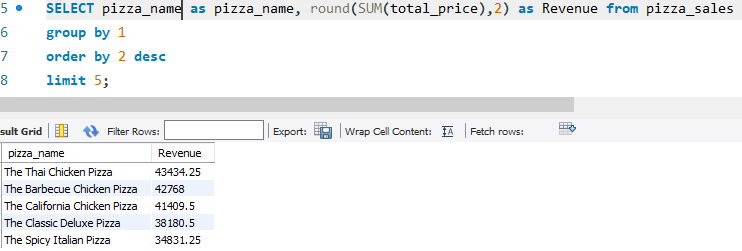 5 SELECT pizza_name as pizza_name, round(SUM(total_price),2) as Revenue from pizza_sales
6 group by 1
7 order by 2 desc
8 limit 5;
sult Grid Filter Rows: Export: Wrap Cell Content: IA Fetch rows:
pizza_name Revenue
The Thai Chicken Pizza 43434.25
The Barbecue Chicken Pizza 42768
The California Chicken Pizza 41409.5
The Classic Deluxe Pizza 38180.5
The Spicy Italian Pizza 34831.25